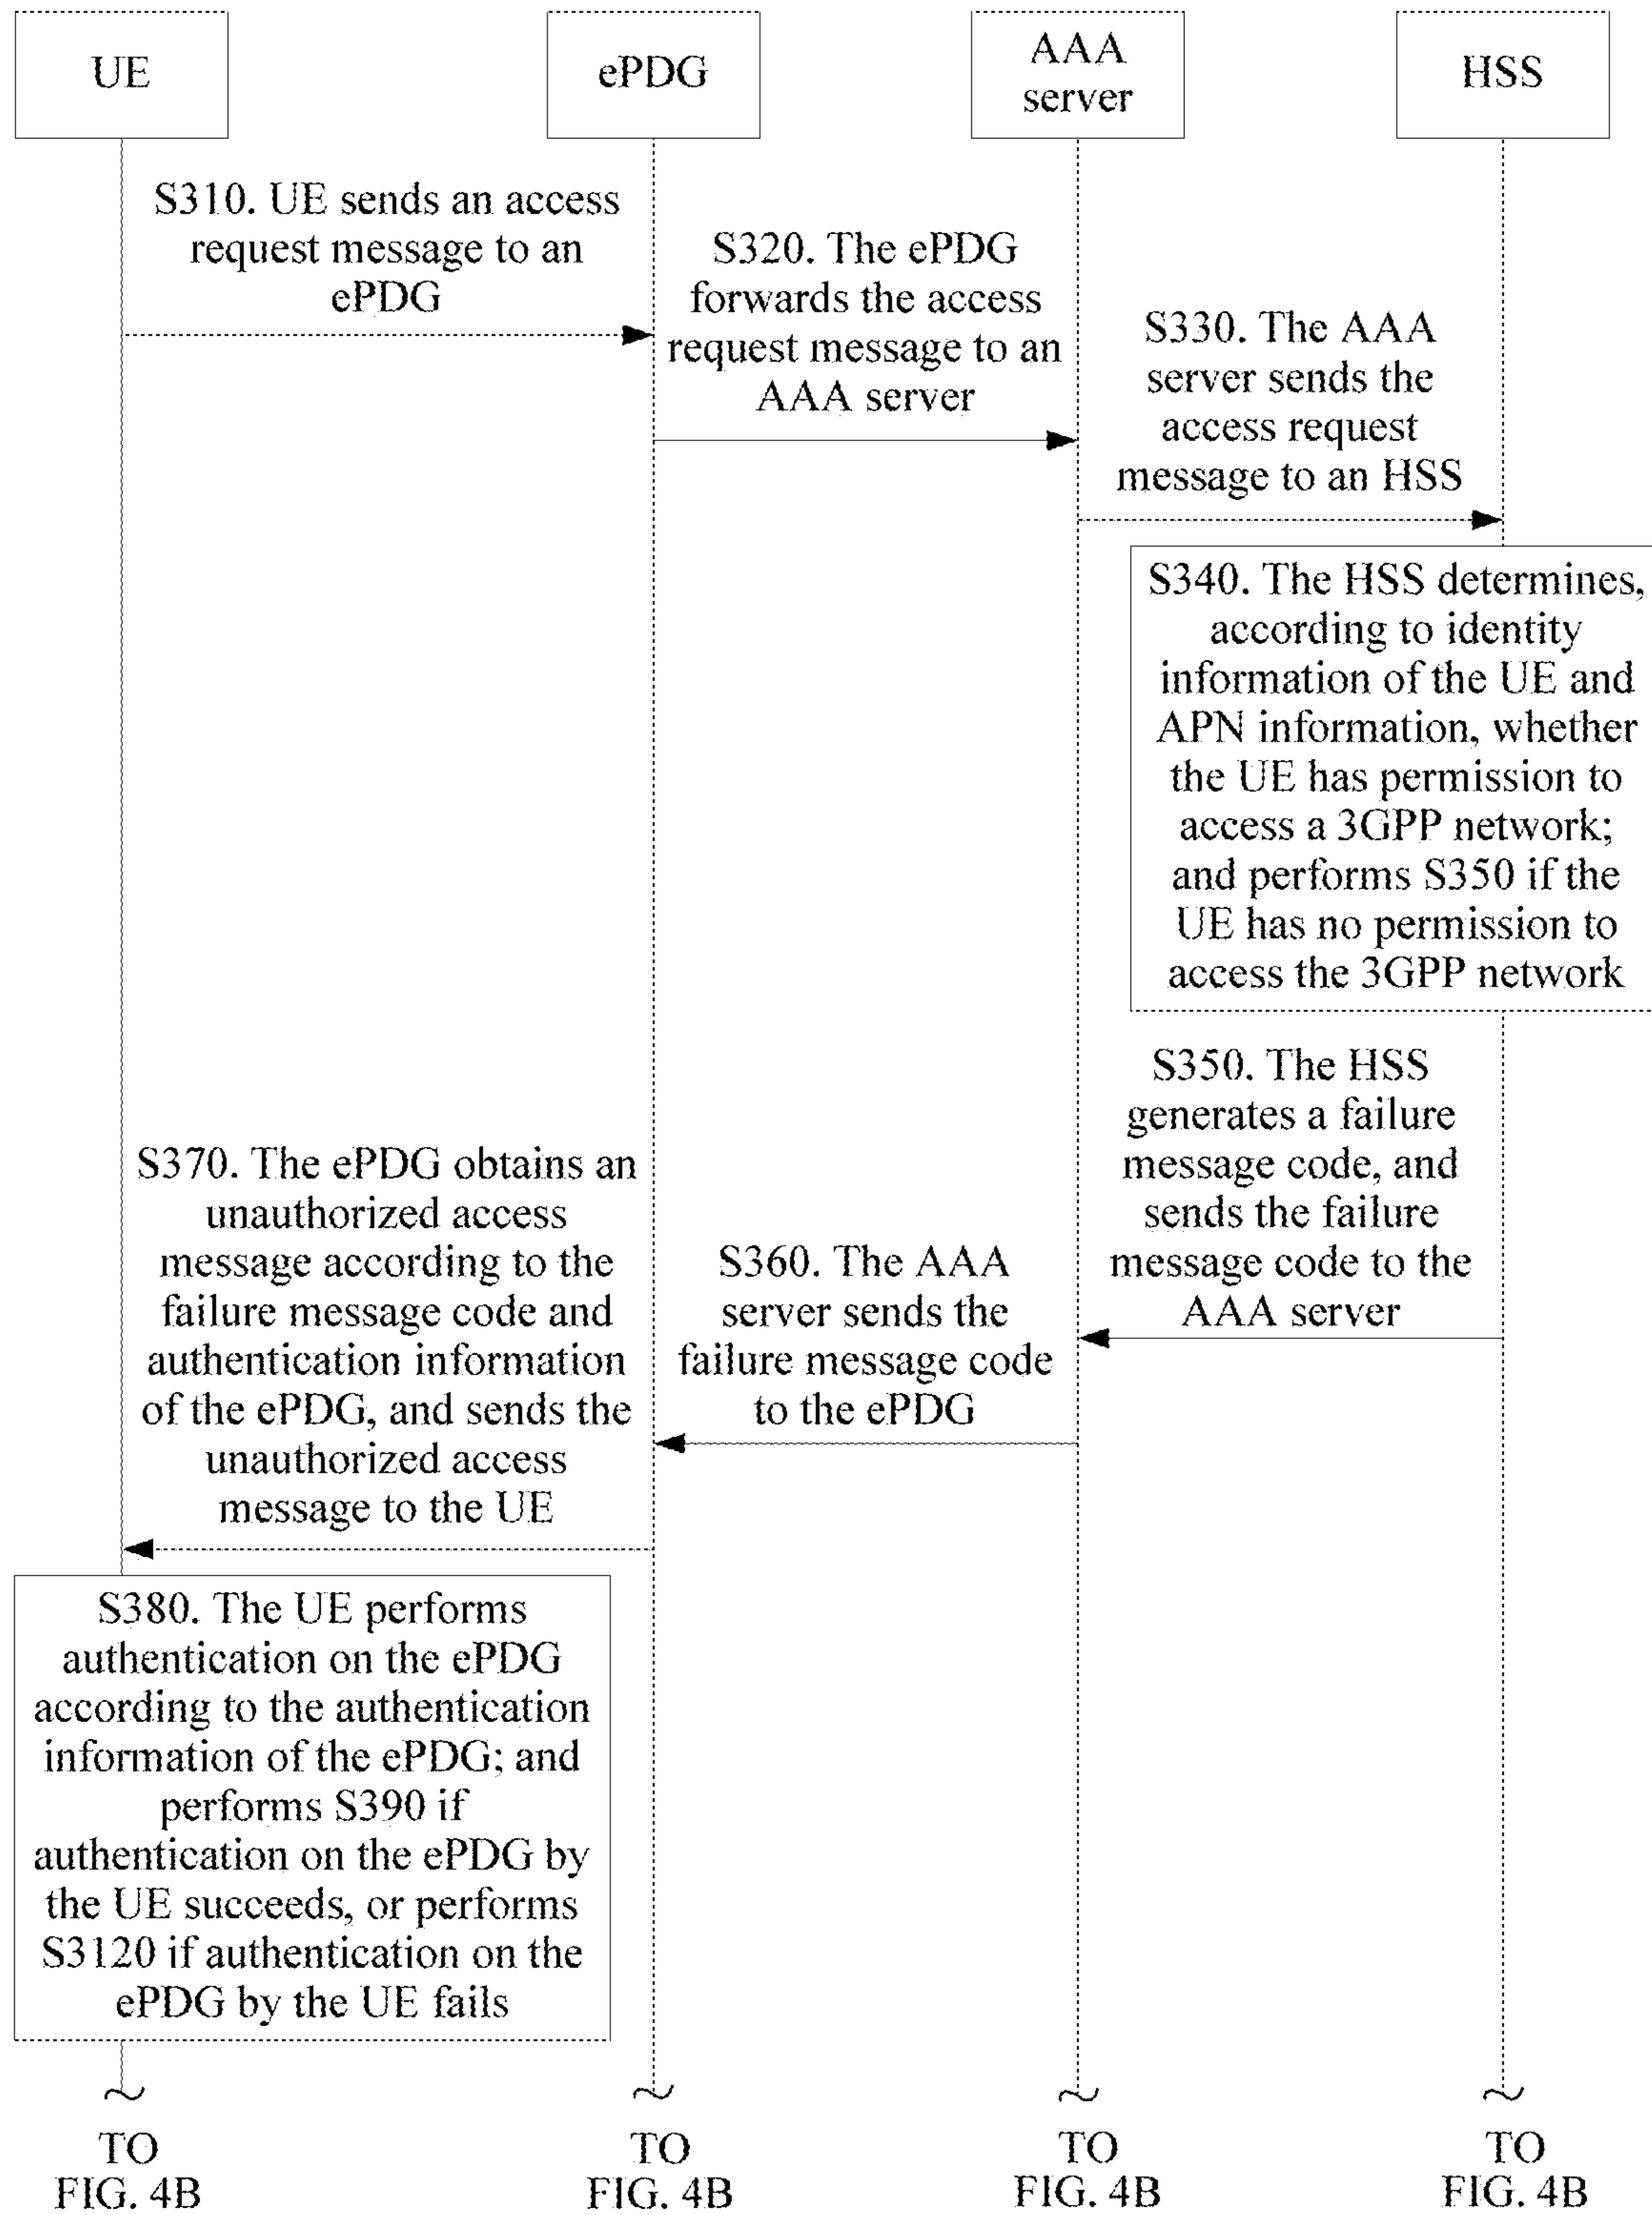 UE
ePDG
AAA
server
HSS
S310. UE sends an access
request message to an
ePDG
S320. The ePDG
forwards the access
request message to an
AAA server
S330. The AAA
server sends the
access request
message to an HSS
S340. The HSS determines,
according to identity
information of the UE and
APN information, whether
the UE has permission to
access a 3GPP network;
and performs S350 if the
UE has no permission to
access the 3GPP network
S350. The HSS
generates a failure
message code, and
sends the failure
message code to the
AAA server
S360. The AAA
server sends the
failure message code
to the ePDG
S370. The ePDG obtains an
unauthorized access
message according to the
failure message code and
authentication information
of the ePDG, and sends the
unauthorized access
message to the UE
S380. The UE performs
authentication on the ePDG
according to the authentication
information of the ePDG; and
performs S390 if
authentication on the ePDG by
the UE succeeds, or performs
S3120 if authentication on the
ePDG by the UE fails
TO
FIG. 4B
TO
FIG. 4B
TO
FIG. 4B
TO
FIG. 4B